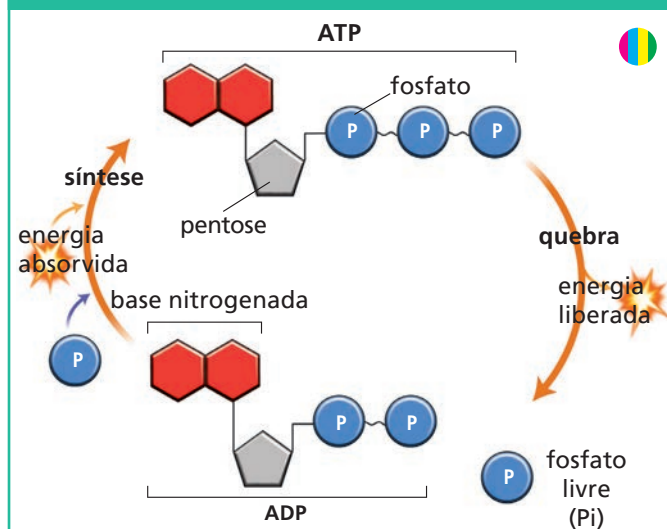 ATP
fosfato
P
P
P
síntese
pentose
energia
absorvida
quebra
energia
liberada
base nitrogenada
P
P
P
ADP
P
fosfato
livre
(Pi)